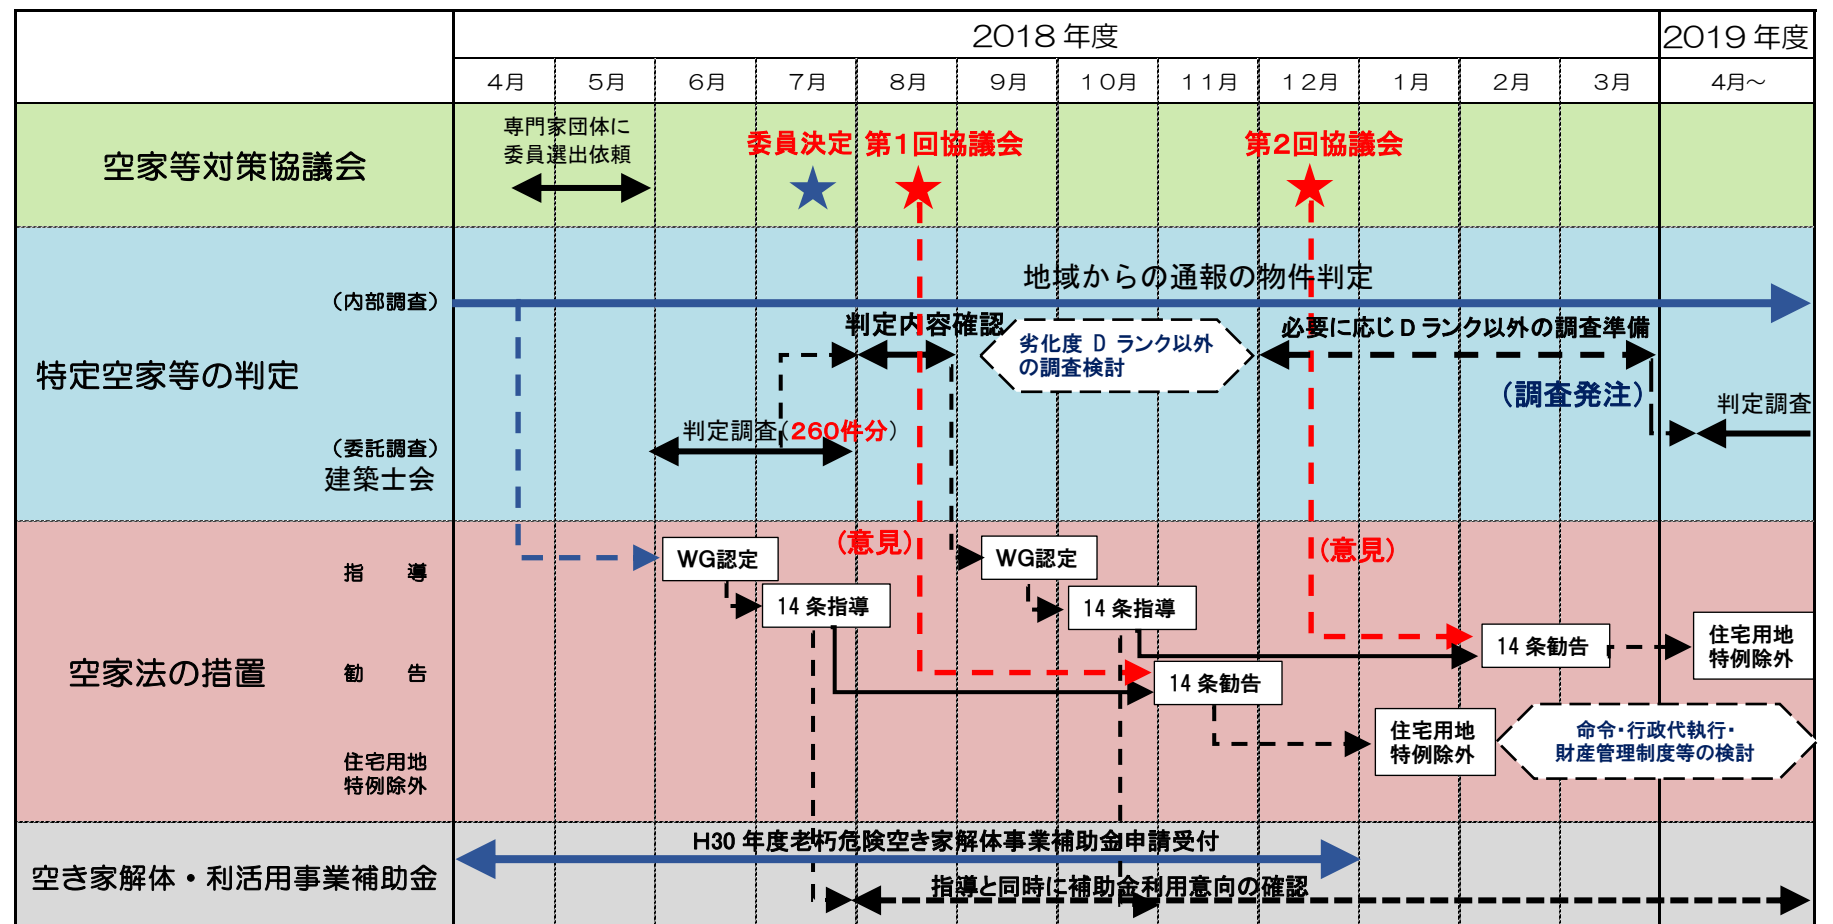 2018年度
2019年度
4月
5月
6月
7月
8月
9月
10月
11月
12月
1月
2月
3月
4月～
空家等対策協議会
専門家団体に
委員選出依頼
委員決定
第1回協議会
第2回協議会
特定空家等の判定
（内部調査）
地域からの通報の物件判定
判定内容確認
劣化度 D ランク以外
の調査検討
必要に応じ D ランク以外の調査準備
（調査発注）
判定調査
（委託調査）
建築士会
判定調査（260件分）
空家法の措置
指 導
WG認定
14 条指導
（意見）
WG認定
14 条指導
（意見）
勧 告
14 条勧告
14 条勧告
住宅用地
特例除外
住宅用地
特例除外
住宅用地
特例除外
命令・行政代執行・
財産管理制度等の検討
空き家解体・利活用事業補助金
H30 年度老朽危険空き家解体事業補助金申請受付
指導と同時に補助金利用意向の確認